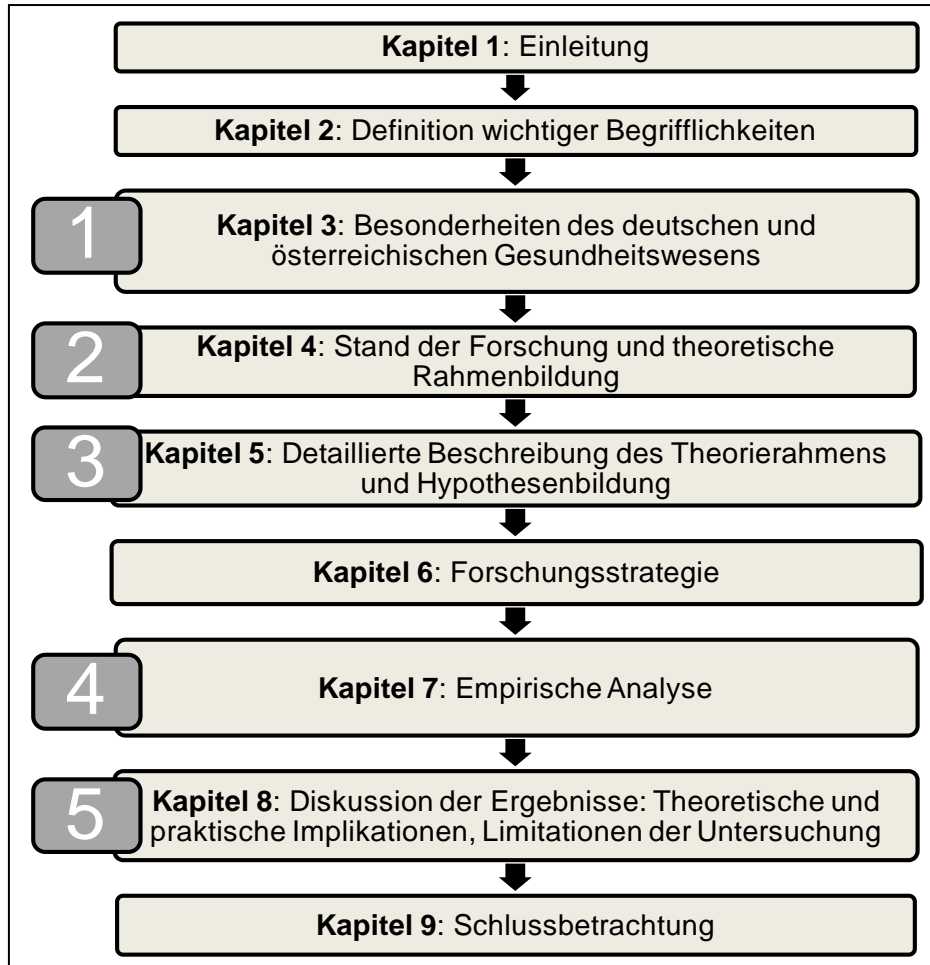 Kapitel 1: Einleitung
Kapitel 2: Definition wichtiger Begrifflichkeiten
1
Kapitel 3: Besonderheiten des deutschen und
österreichischen Gesundheitswesens
2
Kapitel 4: Stand der Forschung und theoretische
Rahmenbildung
3
Kapitel 5: Detaillierte Beschreibung des Theorierahmens
und Hypothesenbildung
Kapitel 6: Forschungsstrategie
4
Kapitel 7: Empirische Analyse
5
Kapitel 8: Diskussion der Ergebnisse: Theoretische und
praktische Implikationen, Limitationen der Untersuchung
Kapitel 9: Schlussbetrachtung